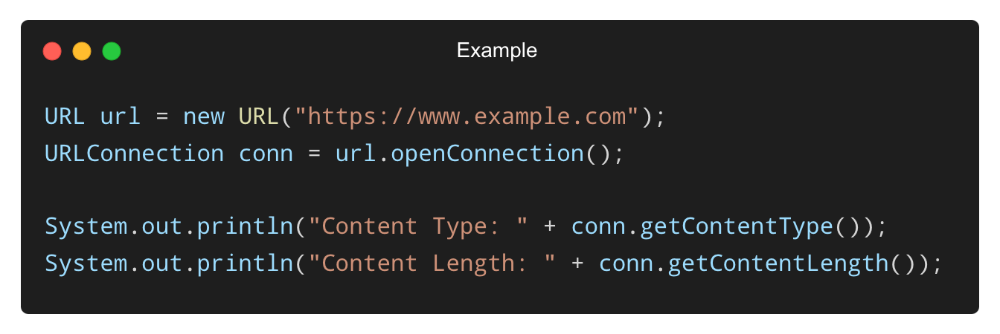 Example
URL url = new URL("https://www.example.com");
URLConnection conn = url.openConnection();
System.out.println("Content Type: " + conn.getContentType());
System.out.println("Content Length: " + conn.getContentLength());